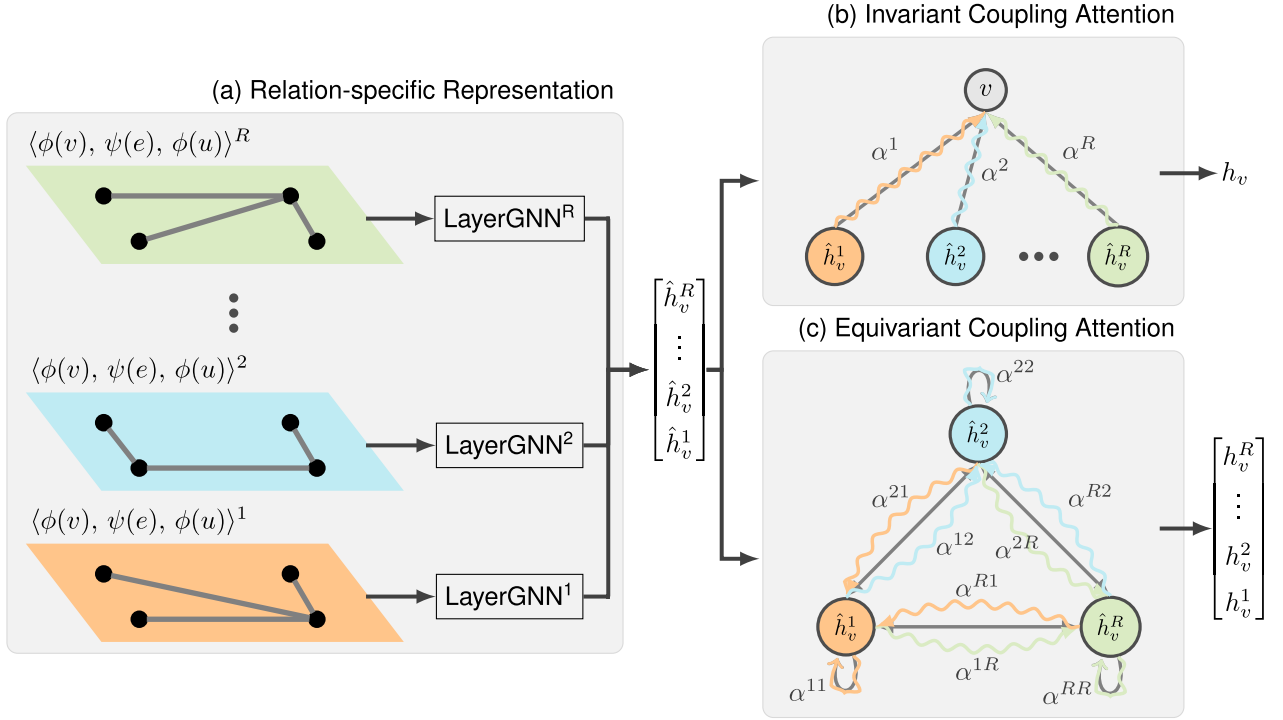 (a) Relation-specific Representation
⟨ϕ(v), ψ(e), ϕ(u)⟩^R
LayerGNN^R
⋮
⟨ϕ(v), ψ(e), ϕ(u)⟩^2
LayerGNN^2
⟨ϕ(v), ψ(e), ϕ(u)⟩^1
LayerGNN^1
ĥ_v^R
⋮
ĥ_v^2
ĥ_v^1
(b) Invariant Coupling Attention
v
α^1 α^2 α^R
ĥ_v^1 ĥ_v^2 ••• ĥ_v^R
h_v
(c) Equivariant Coupling Attention
α^{22}
ĥ_v^2
α^{21} α^{R2}
α^{12} α^{2R}
α^{R1}
ĥ_v^1 ĥ_v^R
α^{1R}
α^{11} α^{RR}
h_v^R
⋮
h_v^2
h_v^1